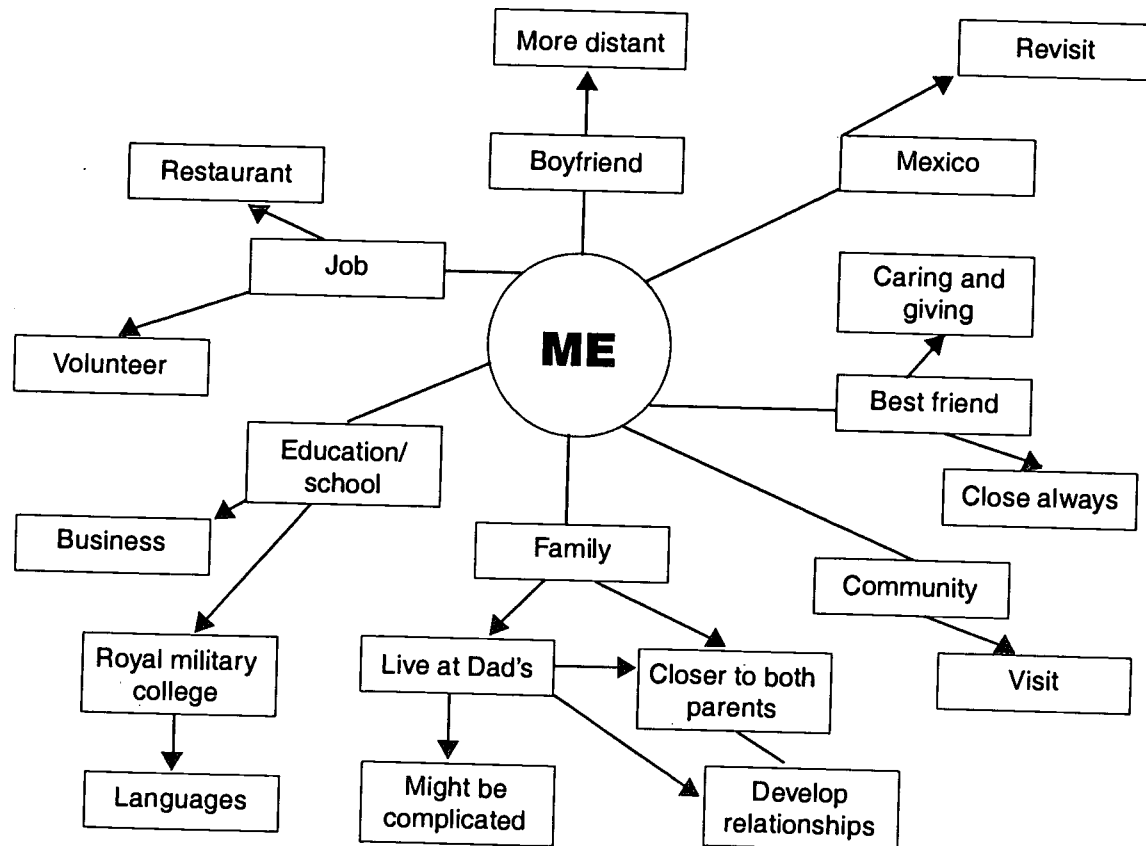 More distant
Revisit
Boyfriend
Mexico
Restaurant
Job
Caring and
giving
ME
Volunteer
Best friend
Education/
school
Close always
Business
Family
Community
Royal military
college
Live at Dad's
Closer to both
parents
Visit
Languages
Might be
complicated
Develop
relationships